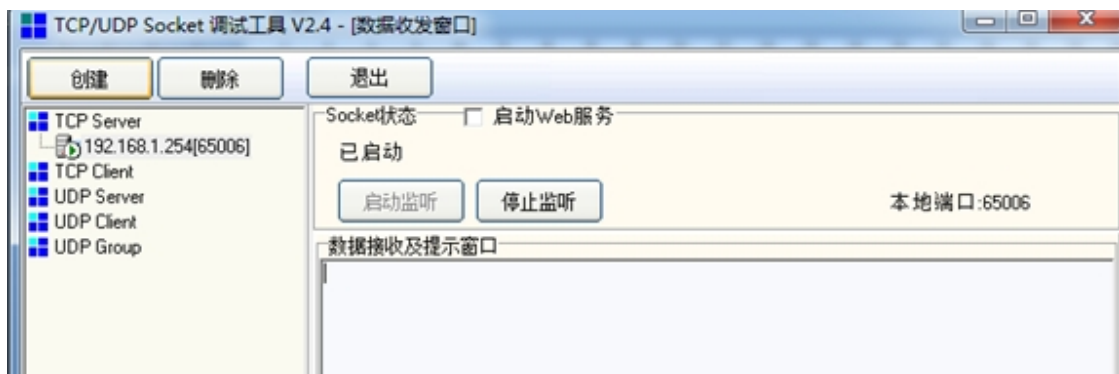 TCP/UDP Socket 调试工具 V2.4 - [数据收发窗口]
创建 删除 退出
TCP Server
192.168.1.254[65006]
TCP Client
UDP Server
UDP Client
UDP Group
Socket状态 启动Web服务
已启动
启动监听 停止监听 本地端口:65006
数据接收及提示窗口